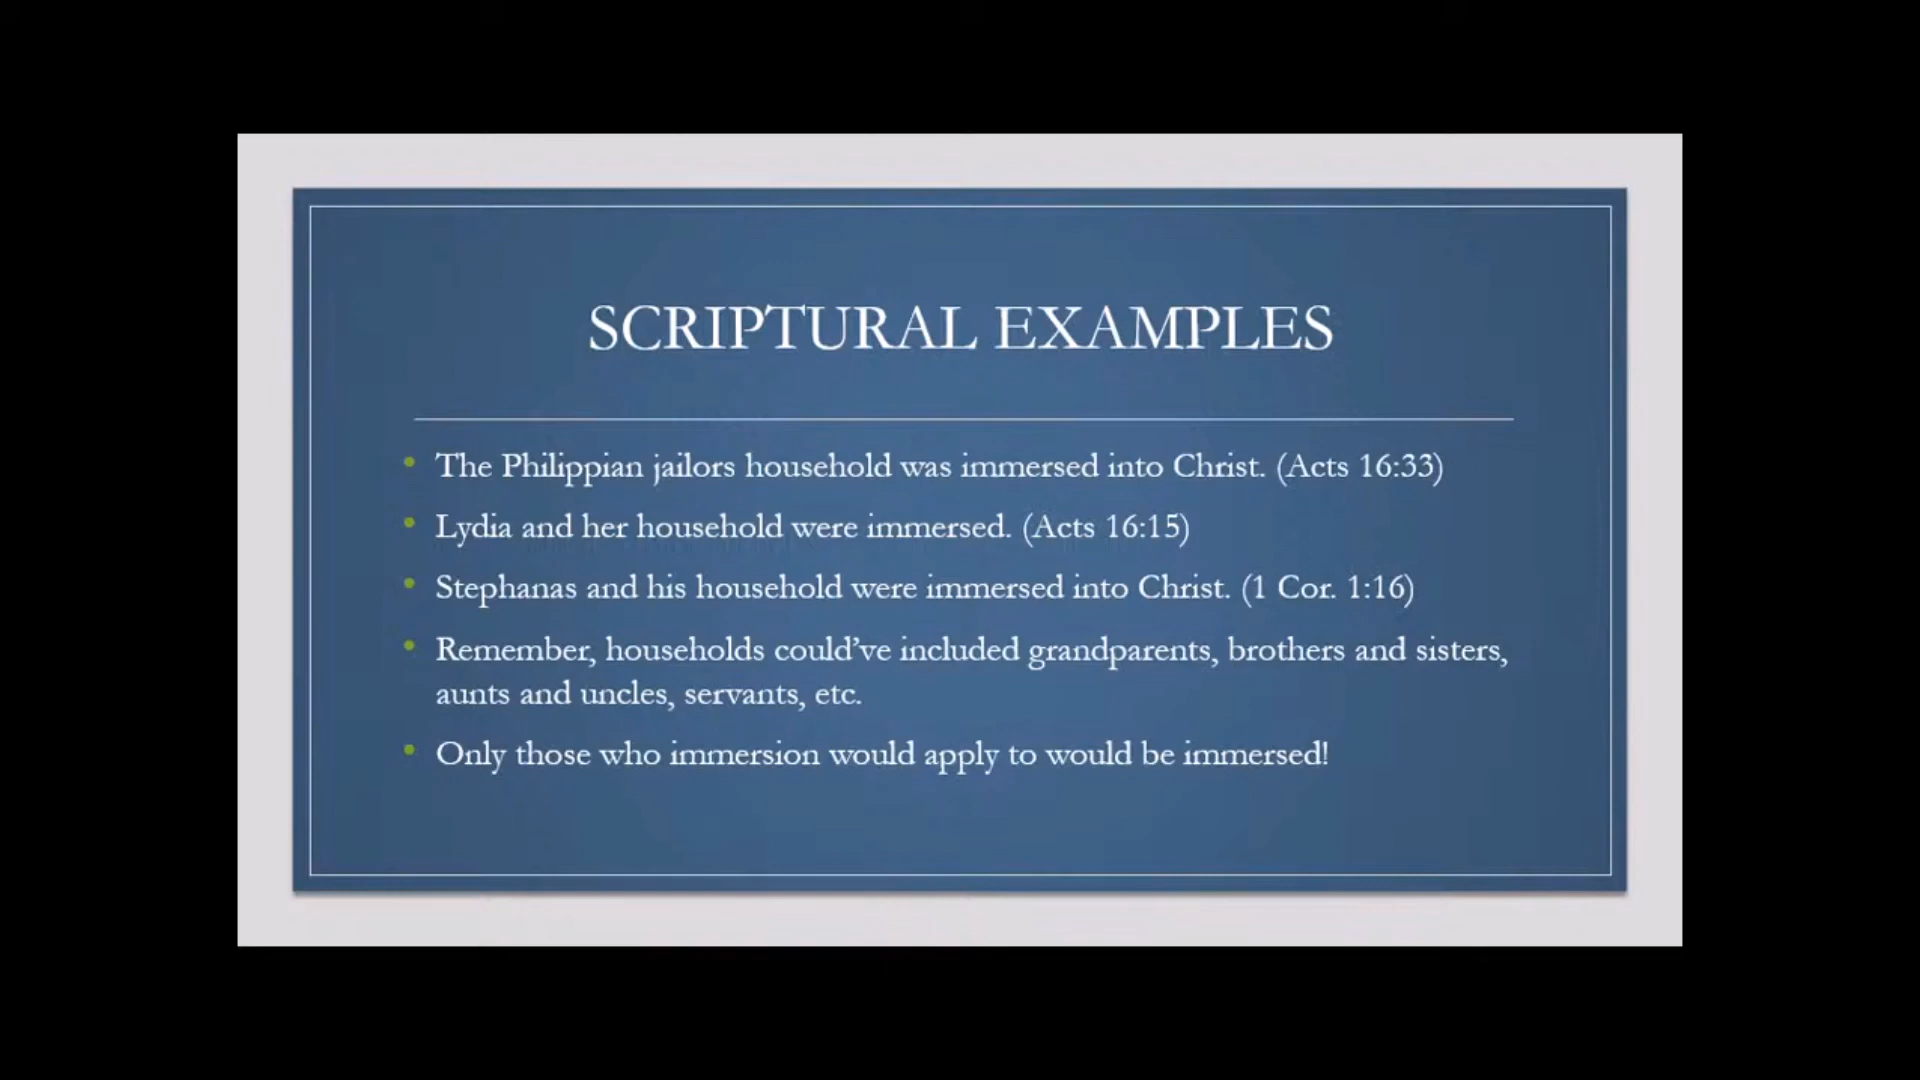 SCRIPTURAL EXAMPLES
• The Philippian jailors household was immersed into Christ. (Acts 16:33)
• Lydia and her household were immersed. (Acts 16:15)
• Stephanas and his household were immersed into Christ. (1 Cor. 1:16)
• Remember, households could’ve included grandparents, brothers and sisters,
aunts and uncles, servants, etc.
• Only those who immersion would apply to would be immersed!